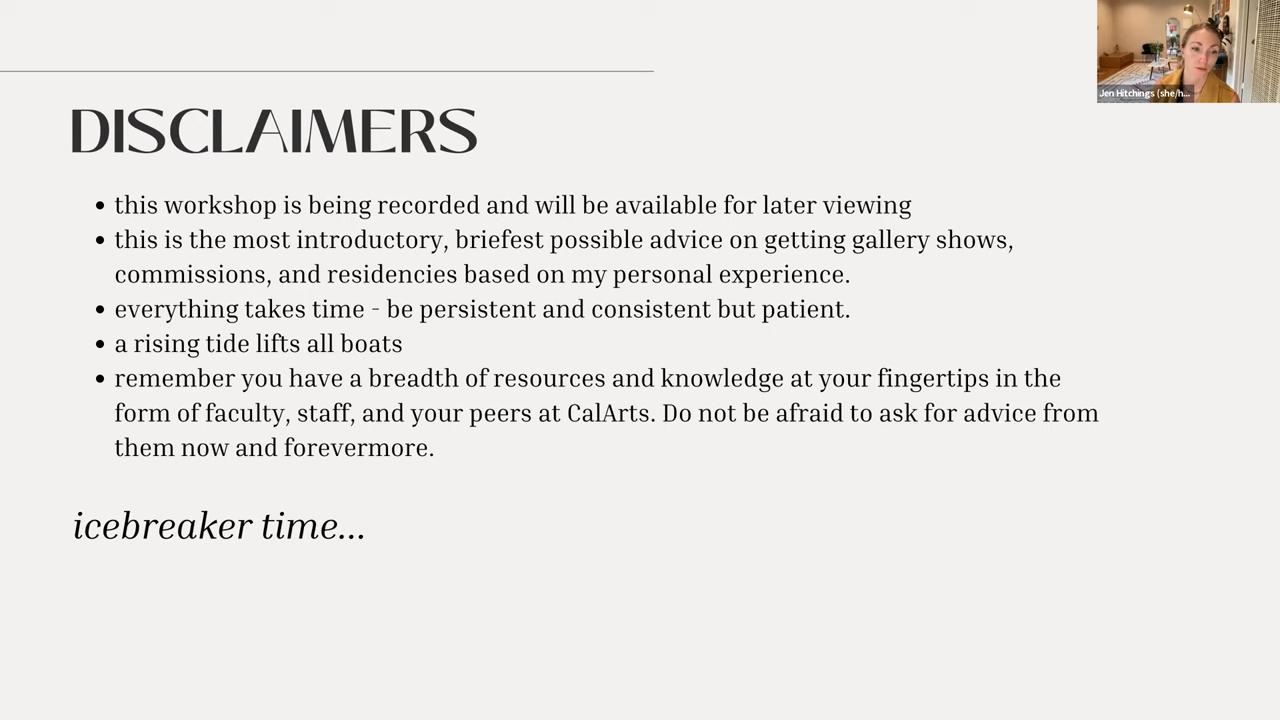 Jen Hitchings (she/h...
DISCLAIMERS
• this workshop is being recorded and will be available for later viewing
• this is the most introductory, briefest possible advice on getting gallery shows,
commissions, and residencies based on my personal experience.
• everything takes time - be persistent and consistent but patient.
• a rising tide lifts all boats
• remember you have a breadth of resources and knowledge at your fingertips in the
form of faculty, staff, and your peers at CalArts. Do not be afraid to ask for advice from
them now and forevermore.
icebreaker time...